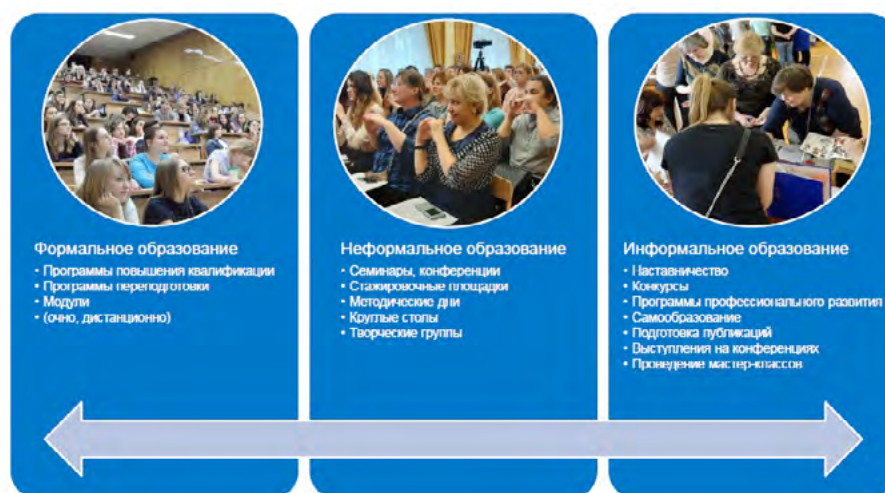 Формальное образование
• Программы повышения квалификации
• Программы переподготовки
• Модули
• (очно, дистанционно)
Неформальное образование
• Семинары, конференции
• Стажировочные площадки
• Методические дни
• Круглые столы
• Творческие группы
Информальное образование
• Наставничество
• Конкурсы
• Программы профессионального развития
• Самообразование
• Подготовка публикаций
• Выступления на конференциях
• Проведение мастер-классов